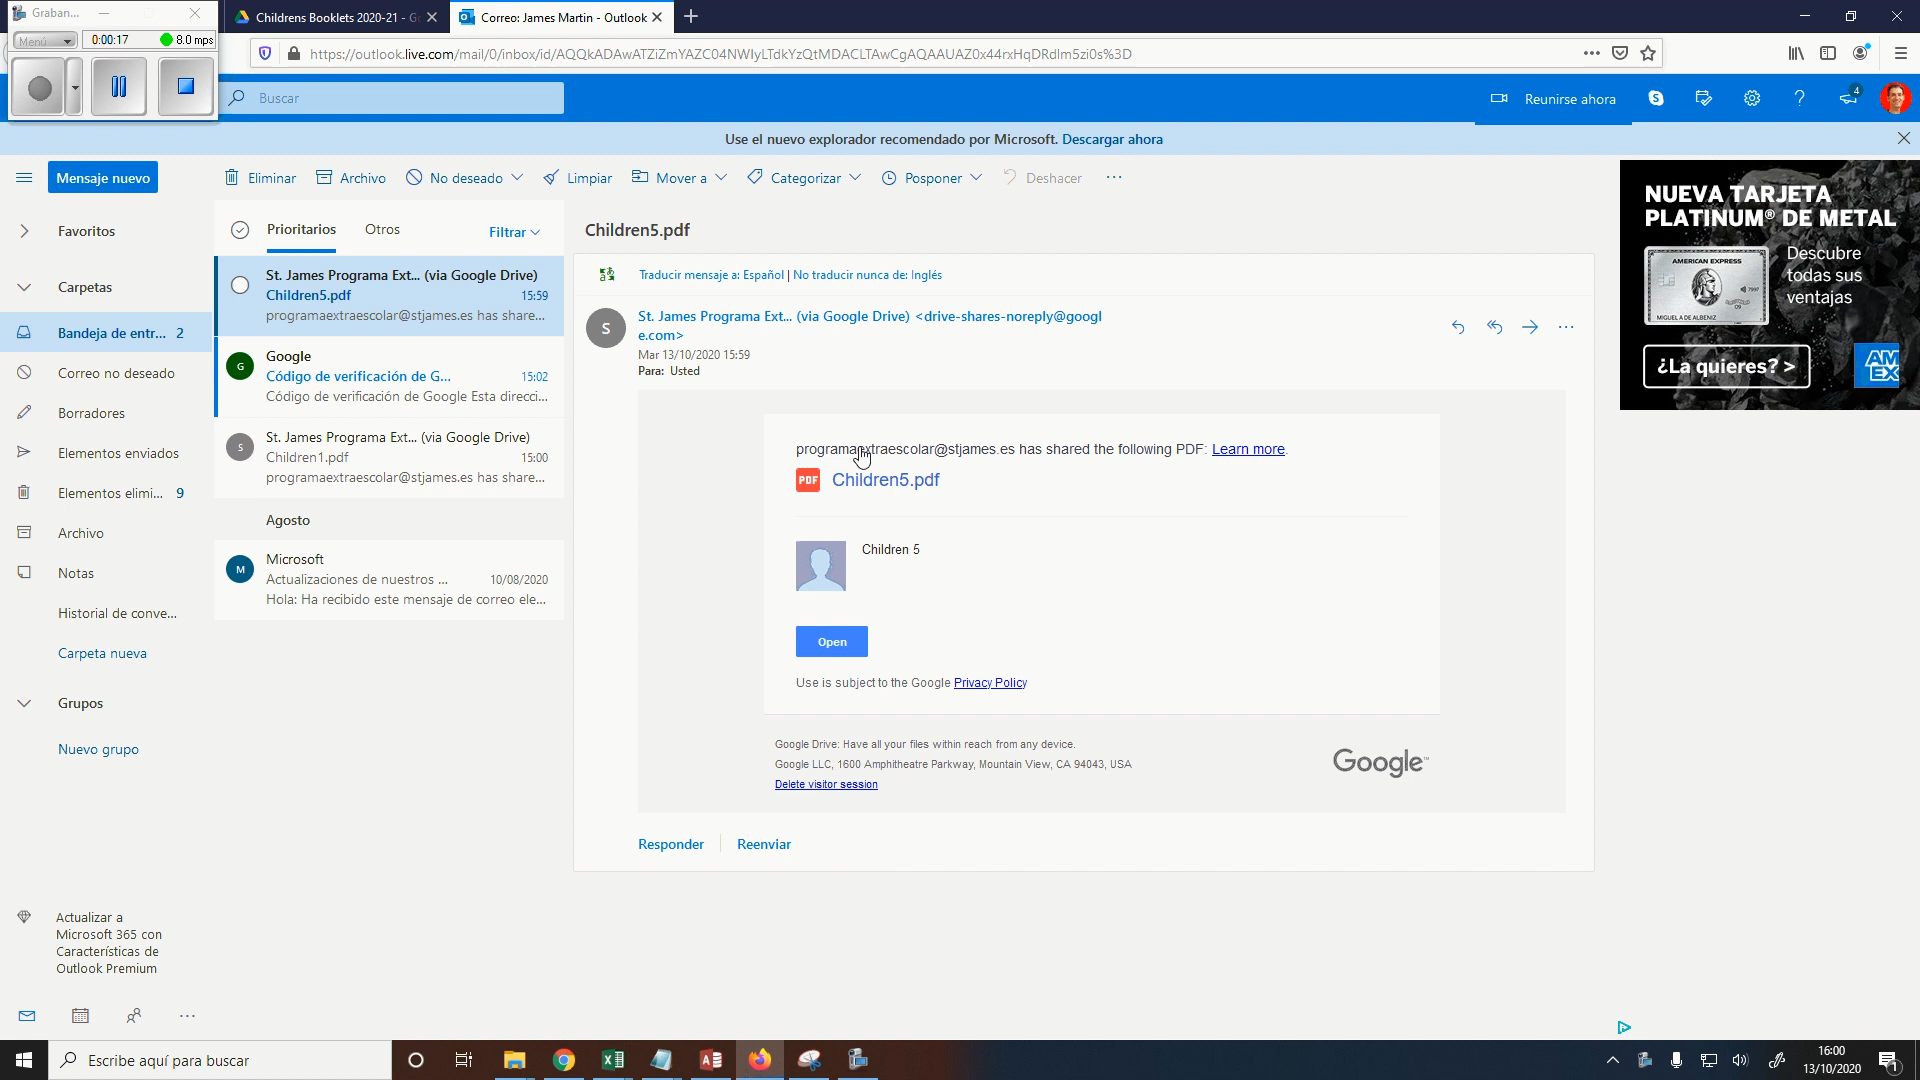 Graban...
Menú
0:00:17
8.0 mps
Childrens Booklets 2020-21 - G
Correo: James Martin - Outlook
https://outlook.live.com/mail/0/inbox/id/AQQkADAwATZiZmYAZC04NWIyLTdkYzQtMDACLTAwCgAQAAUAZ0x44rxHqDRdlm5zi0s%3D
Buscar
Reunirse ahora
4
Use el nuevo explorador recomendado por Microsoft. Descargar ahora
Mensaje nuevo
Eliminar
Archivo
No deseado
Limpiar
Mover a
Categorizar
Posponer
Deshacer
Favoritos
Carpetas
Bandeja de entr... 2
Correo no deseado
Borradores
Elementos enviados
Elementos elimi... 9
Archivo
Notas
Historial de conve...
Carpeta nueva
Grupos
Nuevo grupo
Actualizar a
Microsoft 365 con
Características de
Outlook Premium
Prioritarios
Otros
Filtrar
St. James Programa Ext... (via Google Drive)
Children5.pdf 15:59
programaextraescolar@stjames.es has share...
G
Google
Código de verificación de G... 15:02
Código de verificación de Google Esta direcci...
S
St. James Programa Ext... (via Google Drive)
Children1.pdf 15:00
programaextraescolar@stjames.es has share...
Agosto
M
Microsoft
Actualizaciones de nuestros ... 10/08/2020
Hola: Ha recibido este mensaje de correo ele...
Children5.pdf
Traducir mensaje a: Español | No traducir nunca de: Inglés
S
St. James Programa Ext... (via Google Drive) <drive-shares-noreply@googl
e.com>
Mar 13/10/2020 15:59
Para: Usted
programaextraescolar@stjames.es has shared the following PDF: Learn more.
PDF
Children5.pdf
Children 5
Open
Use is subject to the Google Privacy Policy
Google Drive: Have all your files within reach from any device.
Google LLC, 1600 Amphitheatre Parkway, Mountain View, CA 94043, USA
Delete visitor session
Google
Responder
Reenviar
NUEVA TARJETA
PLATINUM® DE METAL
AMERICAN EXPRESS
MIGUEL A DE ALBENIZ
Descubre
todas sus
ventajas
¿La quieres? >
AM
EX
Escribe aquí para buscar
16:00
13/10/2020
1